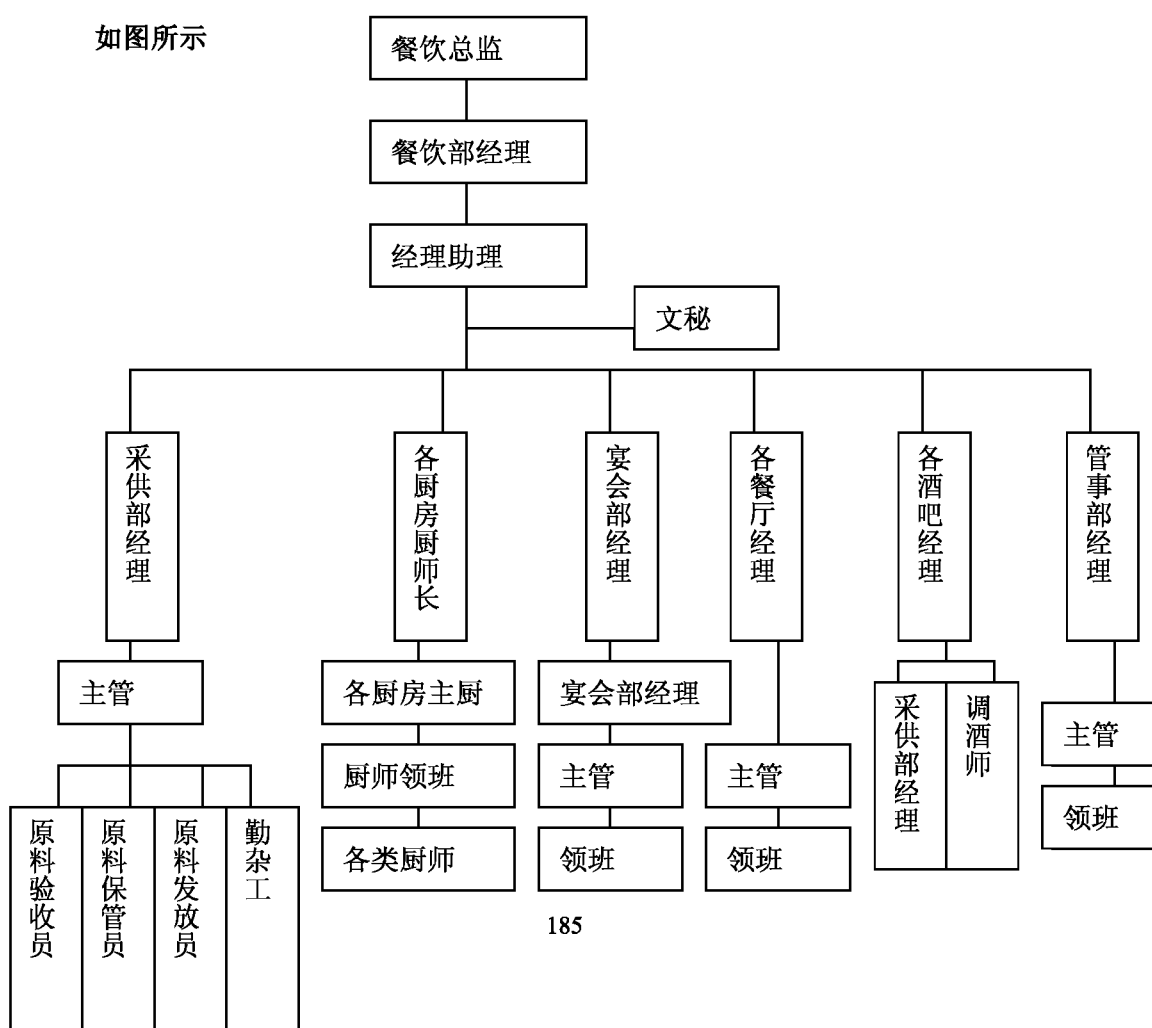 如图所示
餐饮总监
餐饮部经理
经理助理
文秘
采供部经理
各厨房厨师长
宴会部经理
各餐厅经理
各酒吧经理
管事部经理
主管
各厨房主厨
宴会部经理
采供部经理
调酒师
主管
厨师领班
主管
主管
领班
各类厨师
领班
领班
原料验收员
原料保管员
原料发放员
勤杂工
185